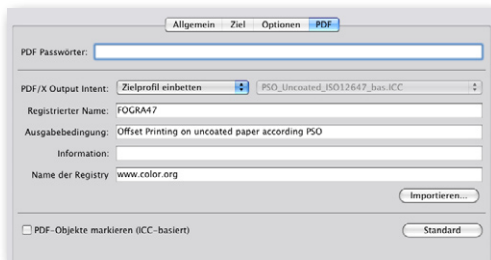 Allgemein Ziel Optionen PDF
PDF Passwörter:
PDF/X Output Intent: Zielprofil einbetten PSO_Uncoated_ISO12647_bas.ICC
Registrierter Name: FOGRA47
Ausgabebedingung: Offset Printing on uncoated paper according PSO
Information:
Name der Registry www.color.org
Importieren...
PDF-Objekte markieren (ICC-basiert) Standard